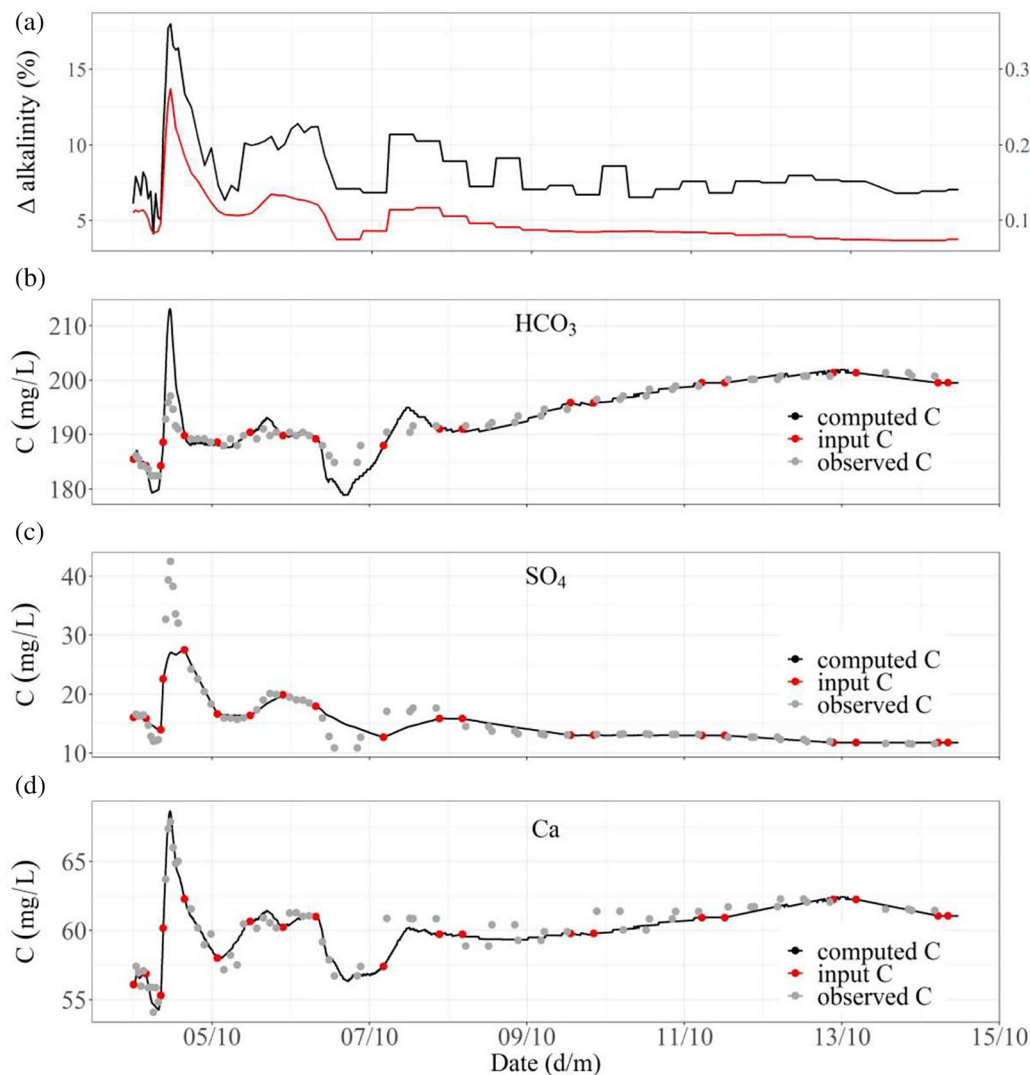 (a)
Δ alkalinity (%)
15
10
5
0.3
0.2
0.1
(b)
HCO₃
C (mg/L)
210
200
190
180
computed C
input C
observed C
(c)
SO₄
C (mg/L)
40
30
20
10
computed C
input C
observed C
(d)
Ca
C (mg/L)
65
60
55
computed C
input C
observed C
05/10 07/10 09/10 11/10 13/10 15/10
Date (d/m)